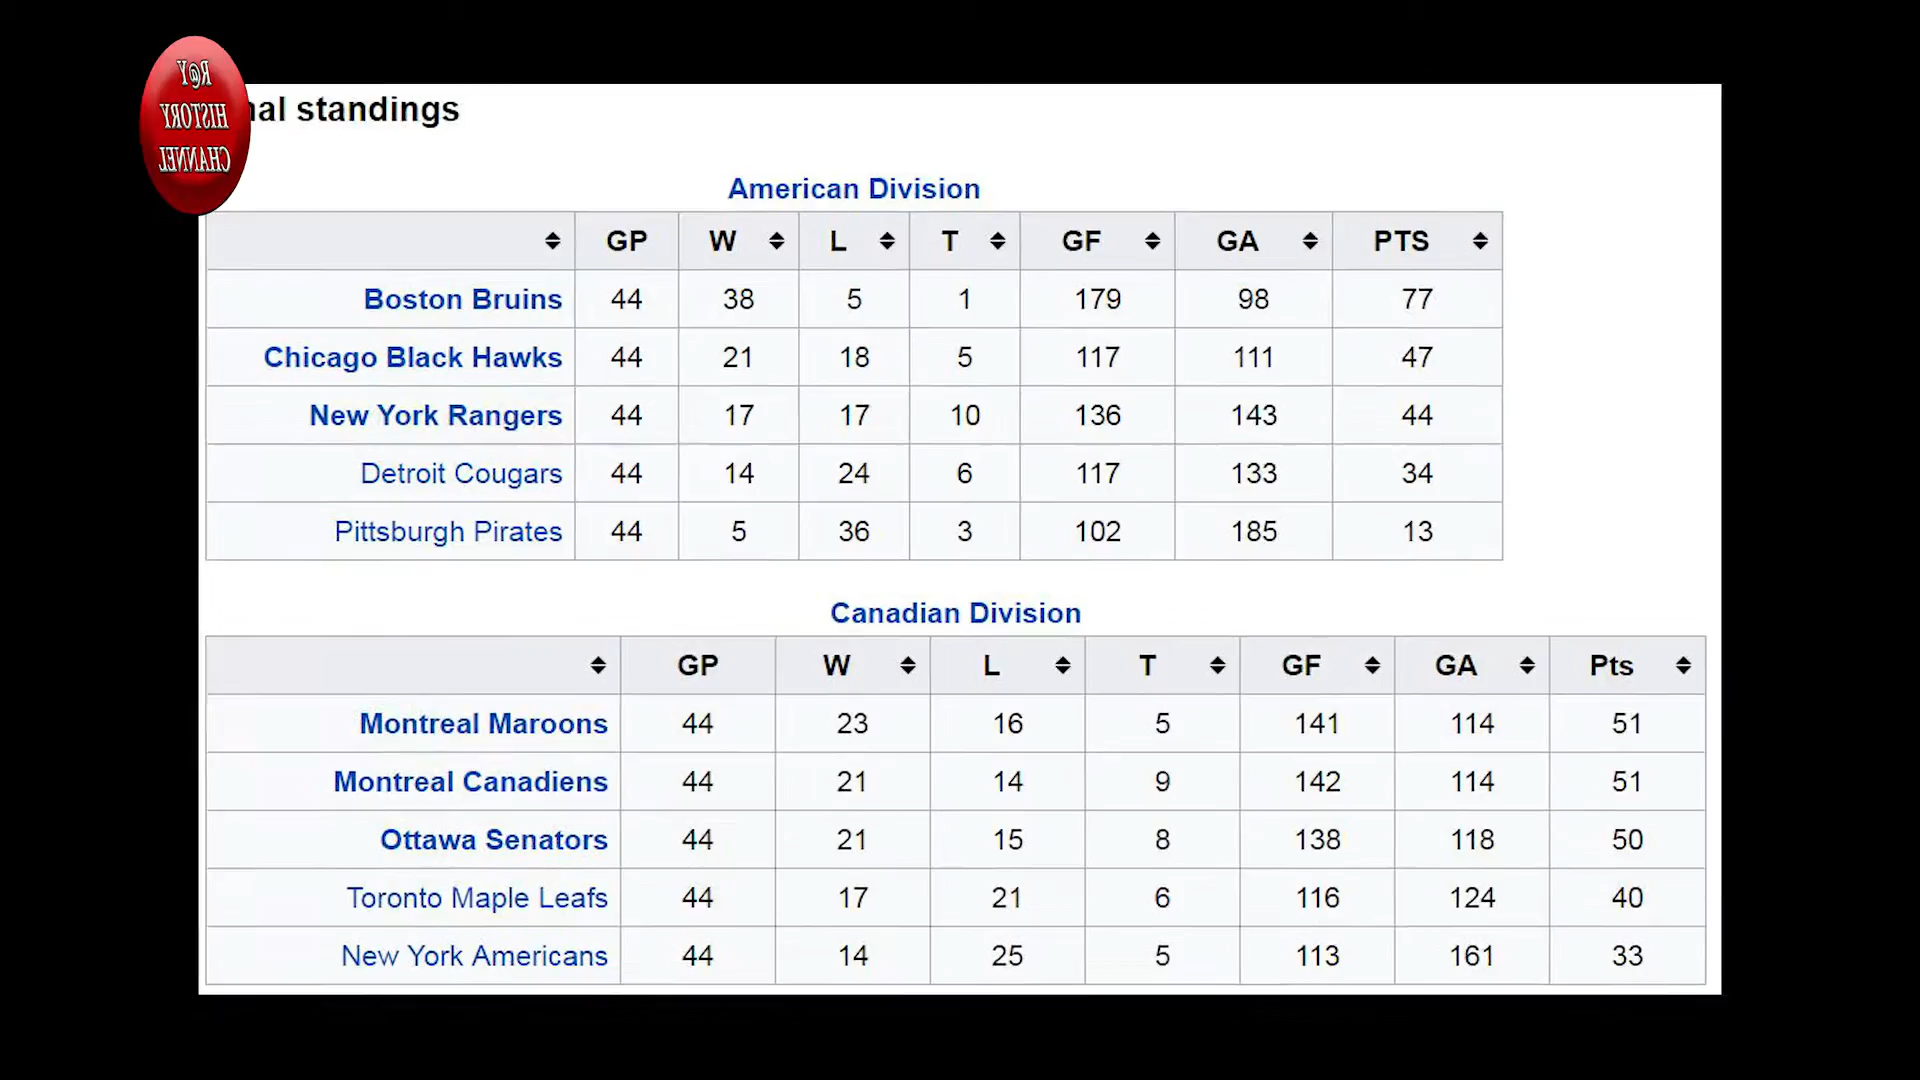 R@Y
HISTORY
CHANNEL
nal standings
American Division
GP W L T GF GA PTS
Boston Bruins 44 38 5 1 179 98 77
Chicago Black Hawks 44 21 18 5 117 111 47
New York Rangers 44 17 17 10 136 143 44
Detroit Cougars 44 14 24 6 117 133 34
Pittsburgh Pirates 44 5 36 3 102 185 13
Canadian Division
GP W L T GF GA Pts
Montreal Maroons 44 23 16 5 141 114 51
Montreal Canadiens 44 21 14 9 142 114 51
Ottawa Senators 44 21 15 8 138 118 50
Toronto Maple Leafs 44 17 21 6 116 124 40
New York Americans 44 14 25 5 113 161 33